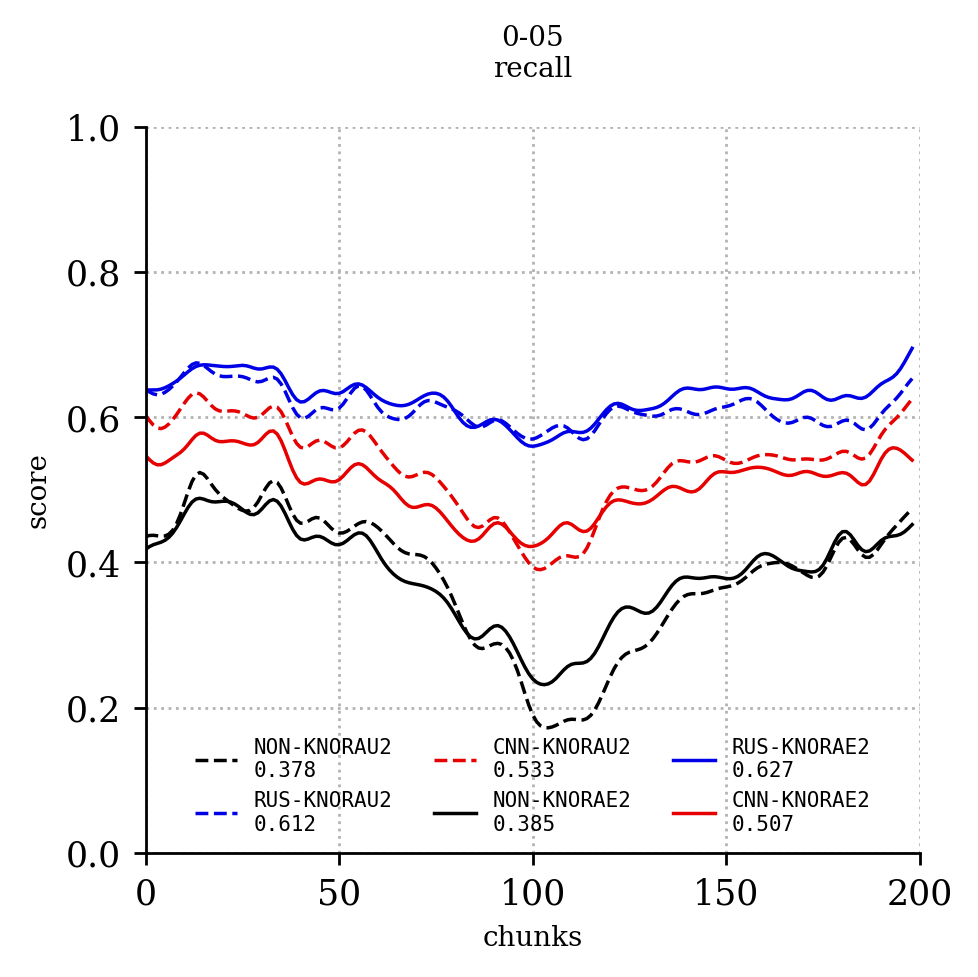 0-05
recall
1.0
0.8
0.6
0.4
0.2
0.0
score
NON-KNORAU2
0.378
RUS-KNORAU2
0.612
CNN-KNORAU2
0.533
NON-KNORAE2
0.385
RUS-KNORAE2
0.627
CNN-KNORAE2
0.507
0 50 100 150 200
chunks